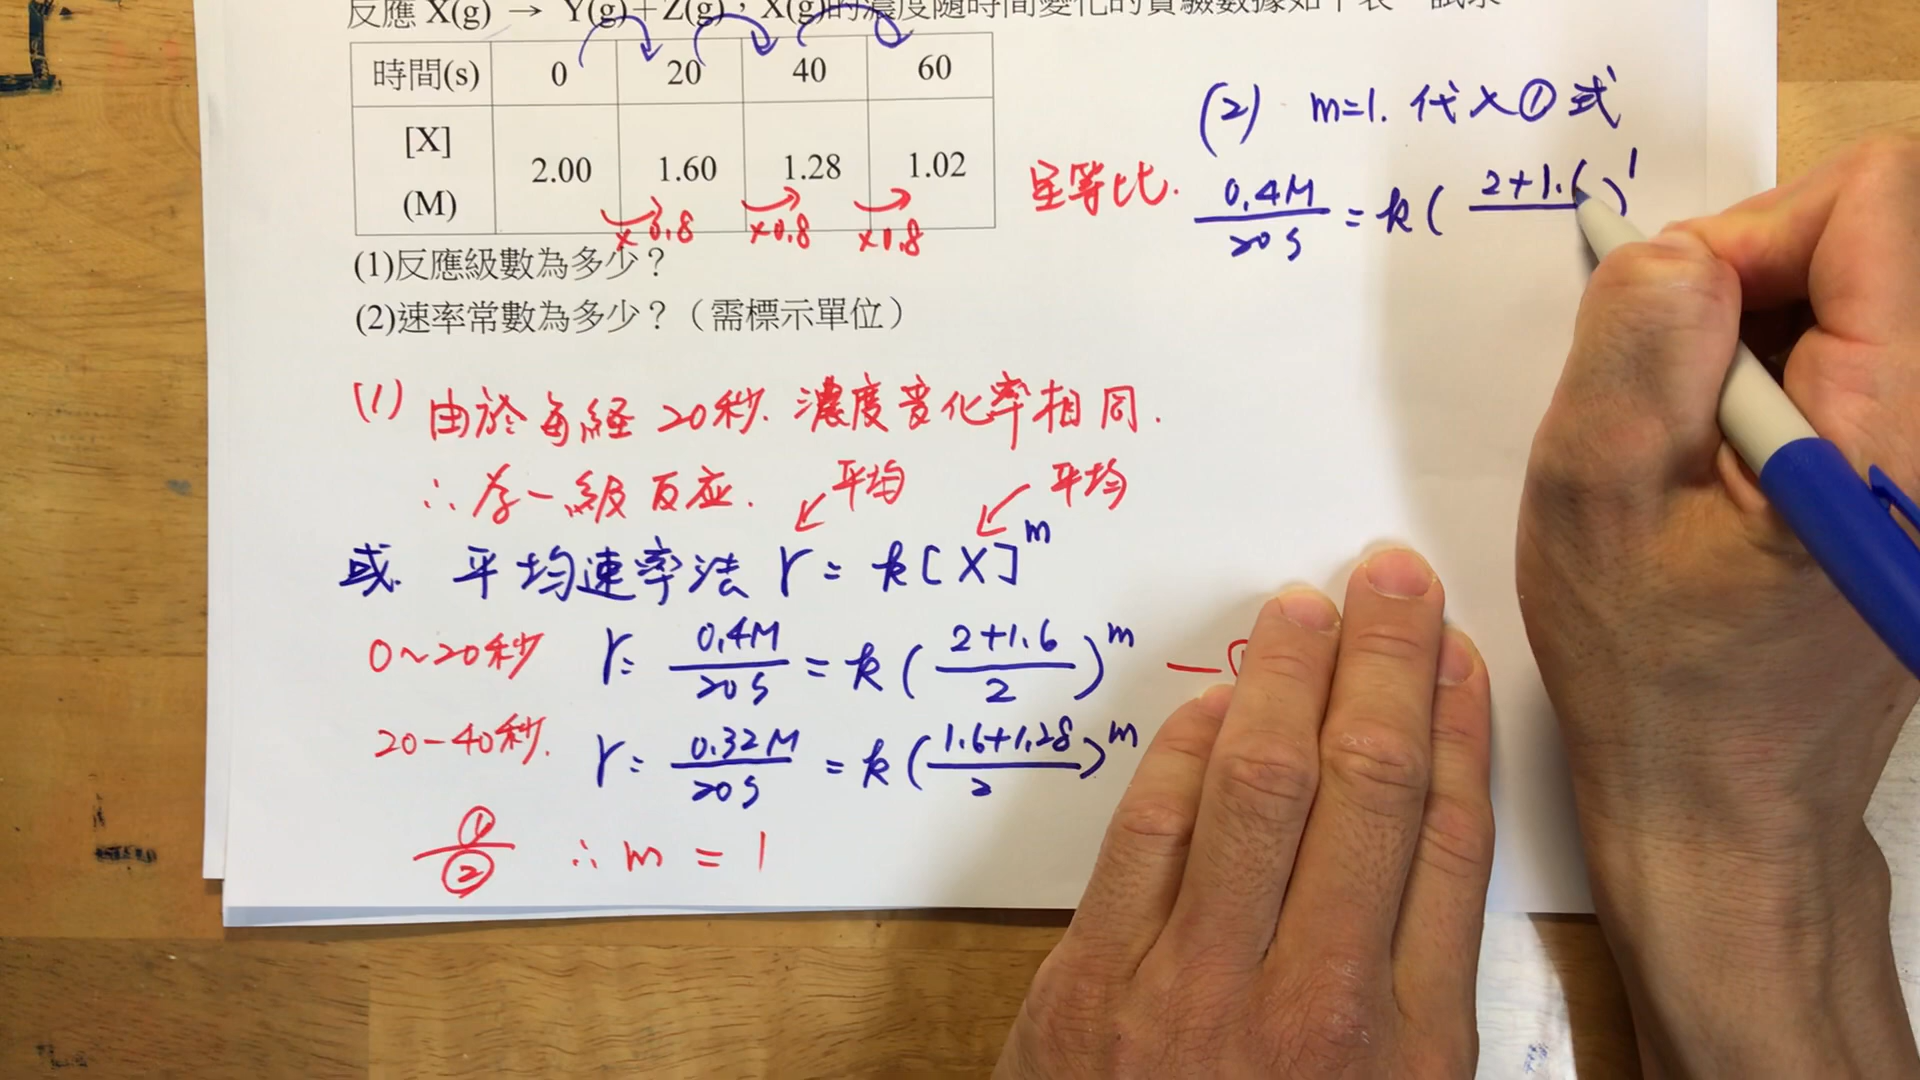 反應 X(g) → Y(g)+Z(g),X(g)的濃度隨時間變化的實驗數據如下表,試求
時間(s) 0 20 40 60
[X] (M) 2.00 1.60 1.28 1.02
×0.8 ×0.8 ×0.8
呈等比.
(1)反應級數為多少?
(2)速率常數為多少?(需標示單位)
(1) 由於每経20秒.濃度变化率相同.
∴為一級反应.
平均 平均
或. 平均速率法 r = k[X]^m
0~20秒 r= 0.4M/20s = k(2+1.6/2)^m —
20-40秒. r= 0.32M/20s = k(1.6+1.28/2)^m
①/② ∴m = 1
(2) m=1. 代入①式
0.4M/20s = k(2+1.
)^1